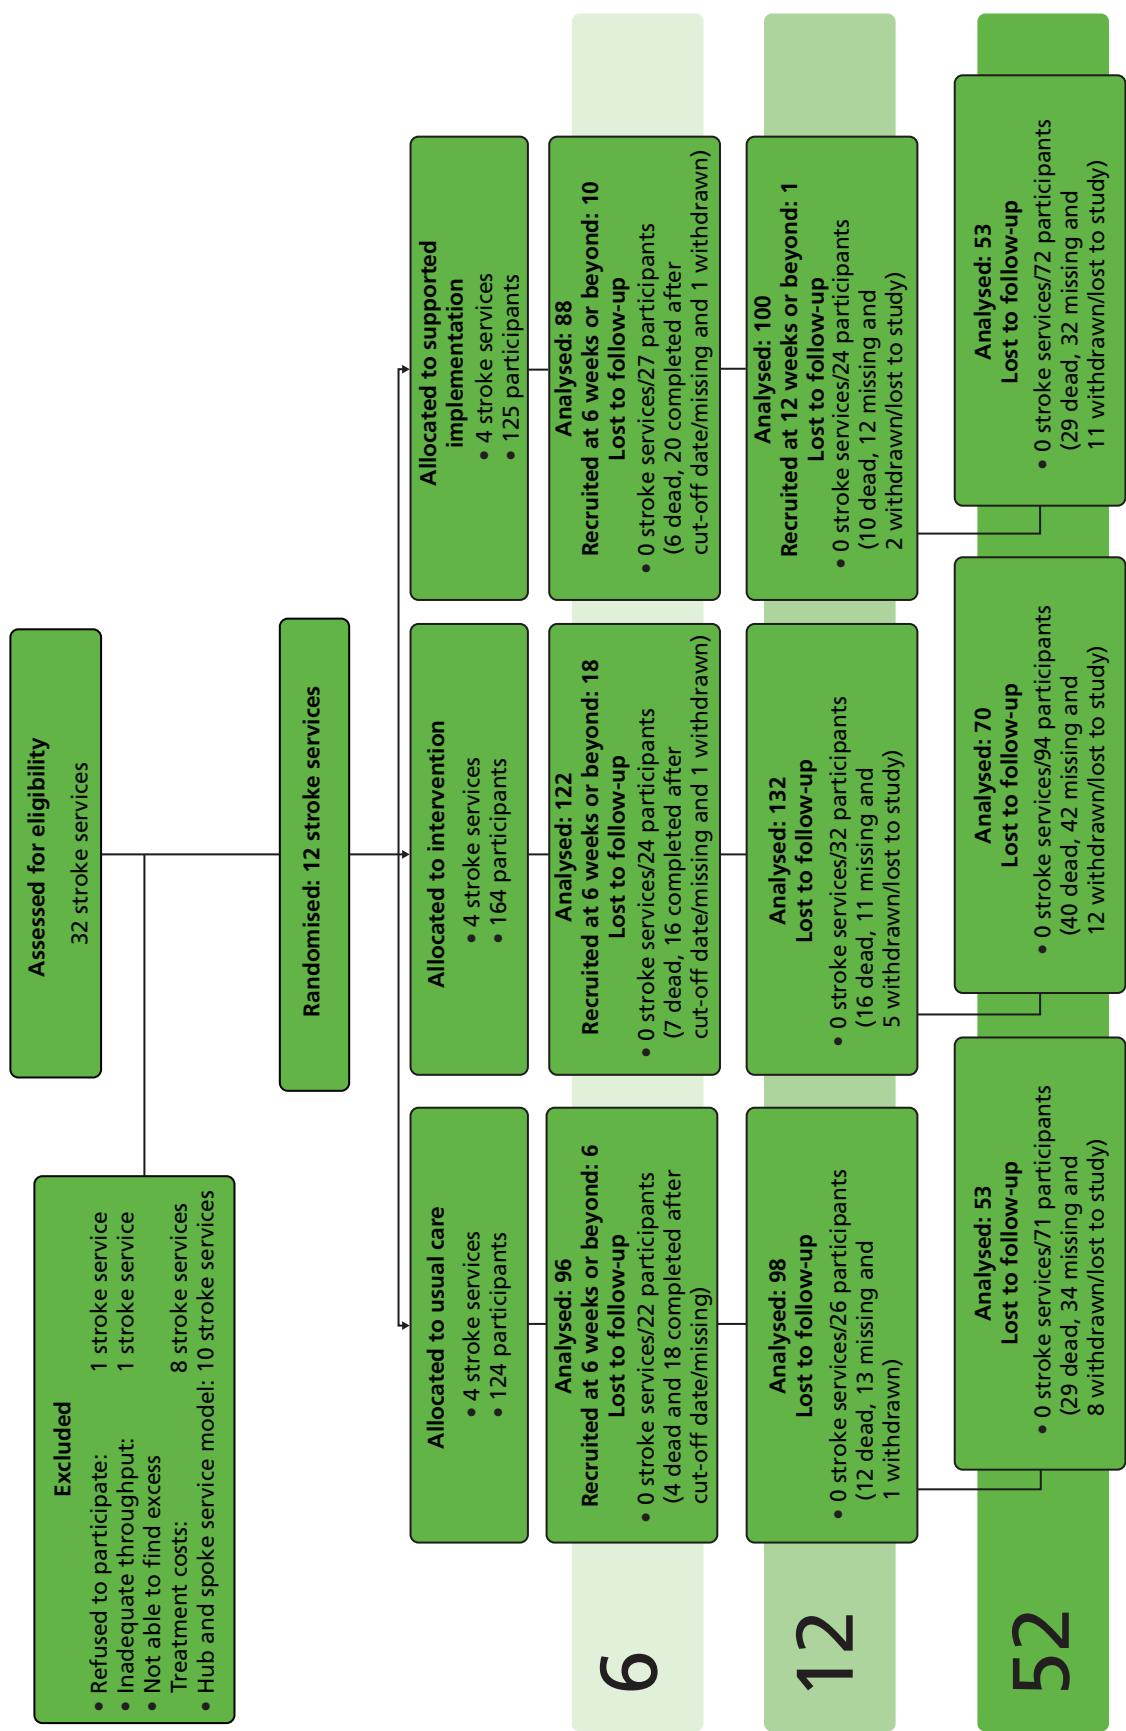 Assessed for eligibility
32 stroke services
Excluded
• Refused to participate: 1 stroke service
• Inadequate throughput: 1 stroke service
• Not able to find excess
Treatment costs: 8 stroke services
• Hub and spoke service model: 10 stroke services
Randomised: 12 stroke services
Allocated to usual care
• 4 stroke services
• 124 participants
Allocated to intervention
• 4 stroke services
• 164 participants
Allocated to supported
implementation
• 4 stroke services
• 125 participants
6
Analysed: 96
Recruited at 6 weeks or beyond: 6
Lost to follow-up
• 0 stroke services/22 participants
(4 dead and 18 completed after
cut-off date/missing)
Analysed: 122
Recruited at 6 weeks or beyond: 18
Lost to follow-up
• 0 stroke services/24 participants
(7 dead, 16 completed after
cut-off date/missing and 1 withdrawn)
Analysed: 88
Recruited at 6 weeks or beyond: 10
Lost to follow-up
• 0 stroke services/27 participants
(6 dead, 20 completed after
cut-off date/missing and 1 withdrawn)
12
Analysed: 98
Lost to follow-up
• 0 stroke services/26 participants
(12 dead, 13 missing and
1 withdrawn)
Analysed: 132
Lost to follow-up
• 0 stroke services/32 participants
(16 dead, 11 missing and
5 withdrawn/lost to study)
Analysed: 100
Recruited at 12 weeks or beyond: 1
Lost to follow-up
• 0 stroke services/24 participants
(10 dead, 12 missing and
2 withdrawn/lost to study)
52
Analysed: 53
Lost to follow-up
• 0 stroke services/71 participants
(29 dead, 34 missing and
8 withdrawn/lost to study)
Analysed: 70
Lost to follow-up
• 0 stroke services/94 participants
(40 dead, 42 missing and
12 withdrawn/lost to study)
Analysed: 53
Lost to follow-up
• 0 stroke services/72 participants
(29 dead, 32 missing and
11 withdrawn/lost to study)